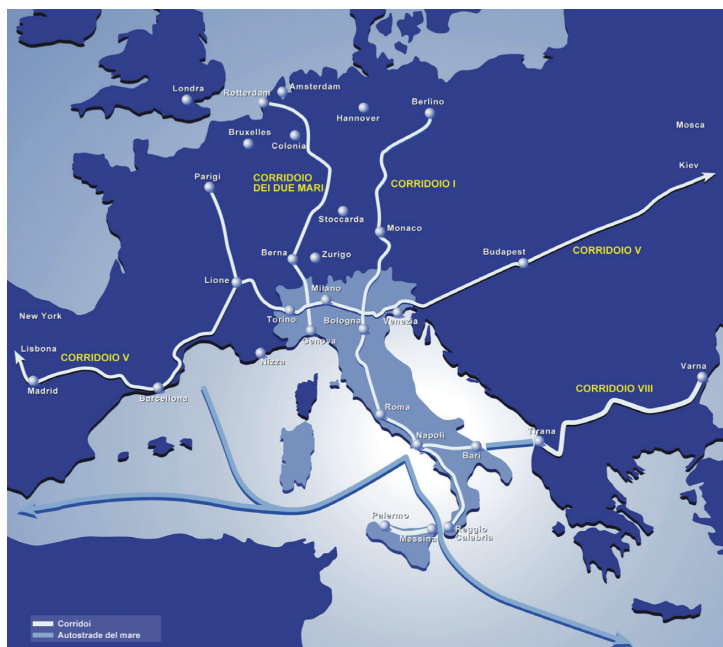 Londra
Rotterdam
Amsterdam
Hannover
Berlino
Mosca
Bruxelles
Colonia
Kiev
Parigi
CORRIDOIO
DEI DUE MARI
CORRIDOIO I
Stoccarda
Monaco
Berna
Zurigo
Budapest
CORRIDOIO V
Lione
Milano
New York
Torino
Bologna
Venezia
Genova
Lisbona
CORRIDOIO V
Nizza
Madrid
Barcellona
Varna
CORRIDOIO VIII
Roma
Napoli
Bari
Tirana
Palermo
Messina
Reggio
Calabria
Corridoi
Autostrade del mare